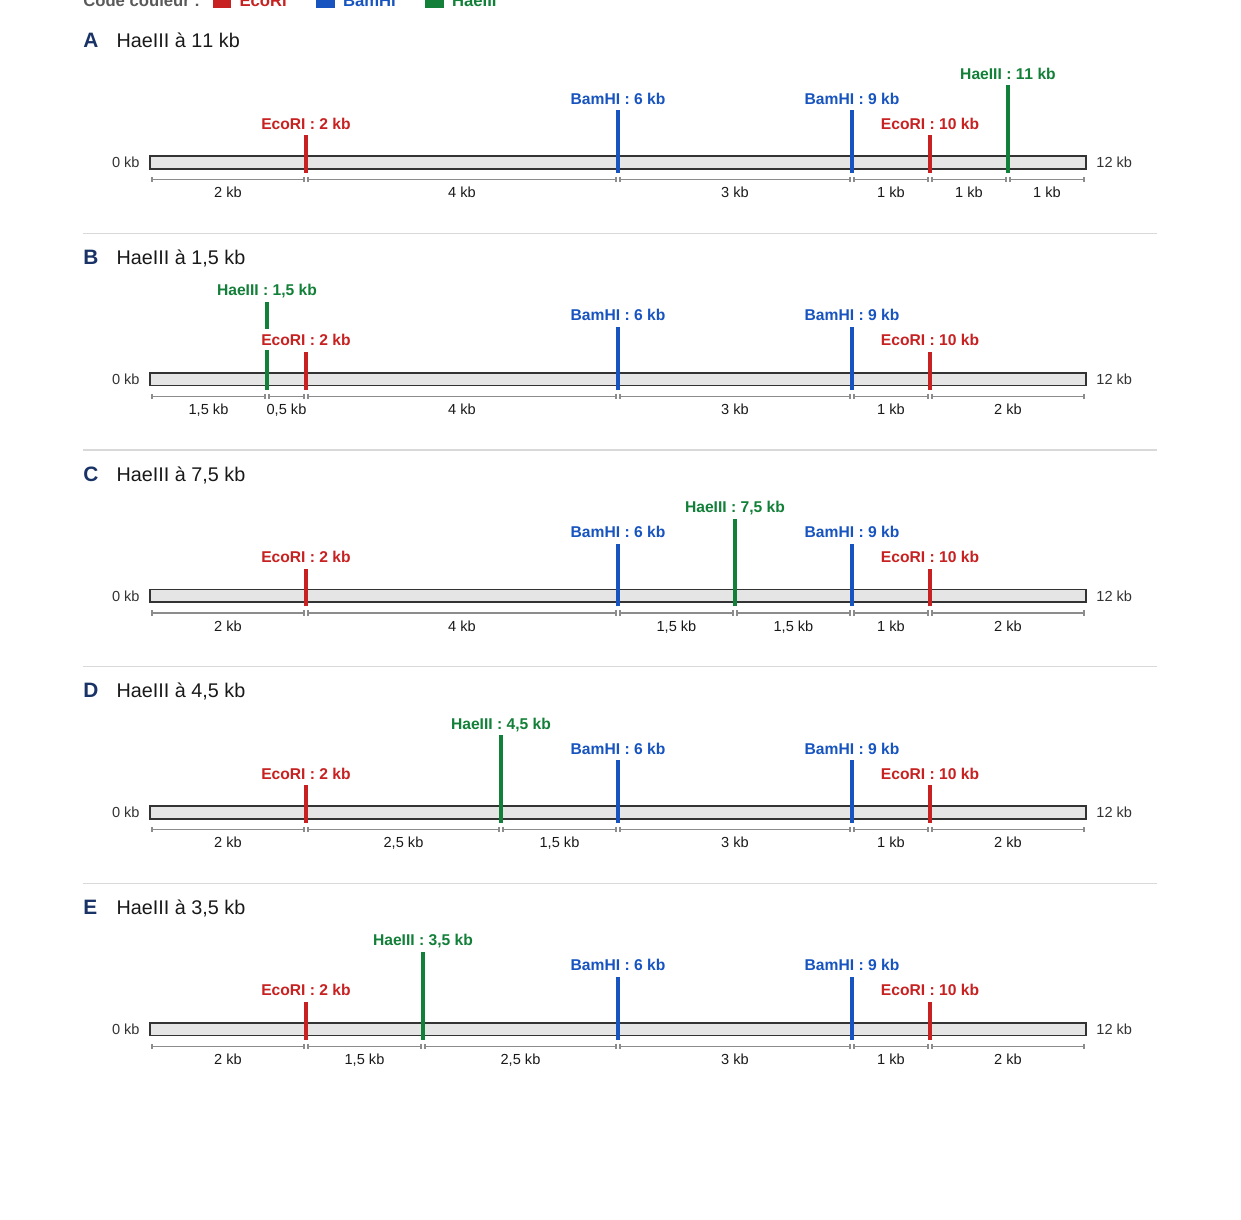 Code couleur : EcoRI BamHI HaeIII
A HaeIII à 11 kb
HaeIII : 11 kb
BamHI : 6 kb BamHI : 9 kb
EcoRI : 2 kb EcoRI : 10 kb
0 kb 12 kb
2 kb 4 kb 3 kb 1 kb 1 kb 1 kb
B HaeIII à 1,5 kb
HaeIII : 1,5 kb
BamHI : 6 kb BamHI : 9 kb
EcoRI : 2 kb EcoRI : 10 kb
0 kb 12 kb
1,5 kb 0,5 kb 4 kb 3 kb 1 kb 2 kb
C HaeIII à 7,5 kb
HaeIII : 7,5 kb
BamHI : 6 kb BamHI : 9 kb
EcoRI : 2 kb EcoRI : 10 kb
0 kb 12 kb
2 kb 4 kb 1,5 kb 1,5 kb 1 kb 2 kb
D HaeIII à 4,5 kb
HaeIII : 4,5 kb
BamHI : 6 kb BamHI : 9 kb
EcoRI : 2 kb EcoRI : 10 kb
0 kb 12 kb
2 kb 2,5 kb 1,5 kb 3 kb 1 kb 2 kb
E HaeIII à 3,5 kb
HaeIII : 3,5 kb
BamHI : 6 kb BamHI : 9 kb
EcoRI : 2 kb EcoRI : 10 kb
0 kb 12 kb
2 kb 1,5 kb 2,5 kb 3 kb 1 kb 2 kb